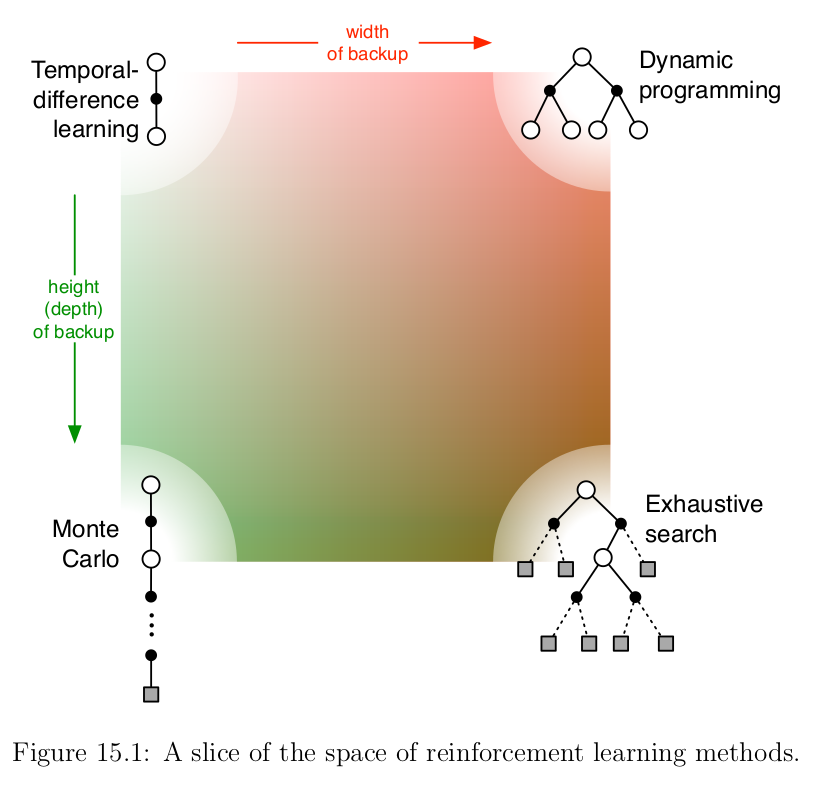 width
of backup
Temporal-
difference
learning
Dynamic
programming
height
(depth)
of backup
Monte
Carlo
Exhaustive
search
Figure 15.1: A slice of the space of reinforcement learning methods.